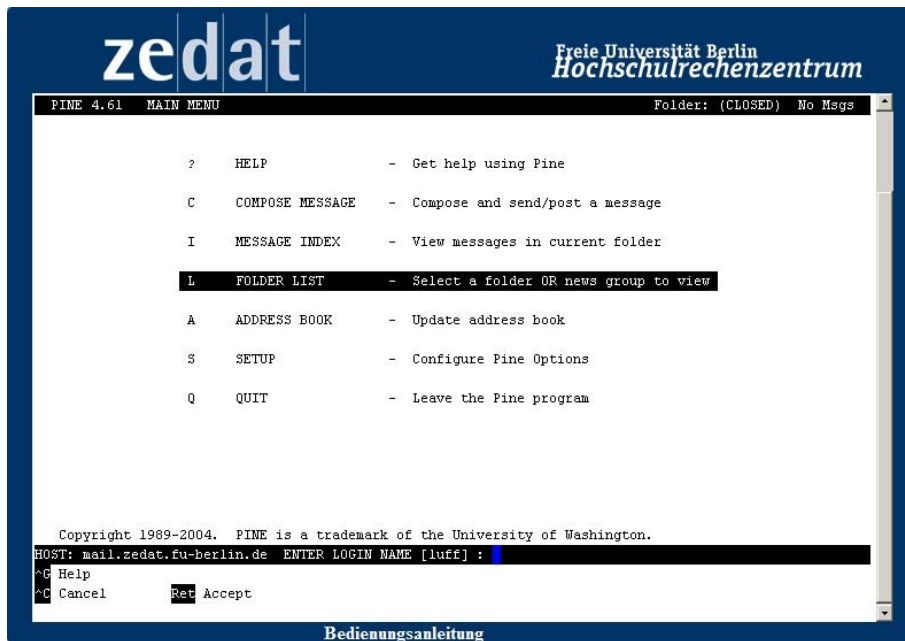 zedat
Freie Universität Berlin
Hochschulrechenzentrum
PINE 4.61 MAIN MENU Folder: (CLOSED) No Msgs
? HELP - Get help using Pine
C COMPOSE MESSAGE - Compose and send/post a message
I MESSAGE INDEX - View messages in current folder
L FOLDER LIST - Select a folder OR news group to view
A ADDRESS BOOK - Update address book
S SETUP - Configure Pine Options
Q QUIT - Leave the Pine program
Copyright 1989-2004. PINE is a trademark of the University of Washington.
HOST: mail.zedat.fu-berlin.de ENTER LOGIN NAME [luff] :
^G Help
^C Cancel Ret Accept
Bedienungsanleitung